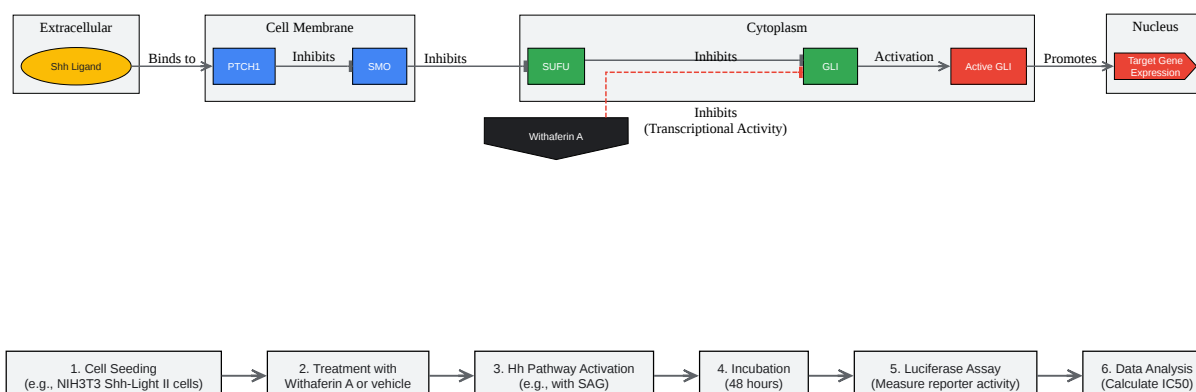 Extracellular
Cell Membrane
Cytoplasm
Nucleus
Shh Ligand
Binds to
PTCH1
Inhibits
SMO
Inhibits
SUFU
Inhibits
GLI
Activation
Active GLI
Promotes
Target Gene
Expression
Withaferin A
Inhibits
(Transcriptional Activity)
1. Cell Seeding
(e.g., NIH3T3 Shh-Light II cells)
2. Treatment with
Withaferin A or vehicle
3. Hh Pathway Activation
(e.g., with SAG)
4. Incubation
(48 hours)
5. Luciferase Assay
(Measure reporter activity)
6. Data Analysis
(Calculate IC50)